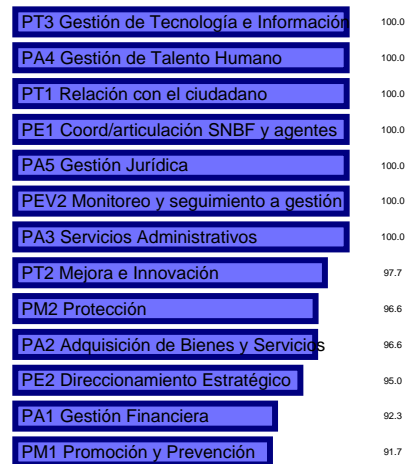 PT3 Gestión de Tecnología e Información 100.0
PA4 Gestión de Talento Humano 100.0
PT1 Relación con el ciudadano 100.0
PE1 Coord/articulación SNBF y agentes 100.0
PA5 Gestión Jurídica 100.0
PEV2 Monitoreo y seguimiento a gestión 100.0
PA3 Servicios Administrativos 100.0
PT2 Mejora e Innovación 97.7
PM2 Protección 96.6
PA2 Adquisición de Bienes y Servicios 96.6
PE2 Direccionamiento Estratégico 95.0
PA1 Gestión Financiera 92.3
PM1 Promoción y Prevención 91.7